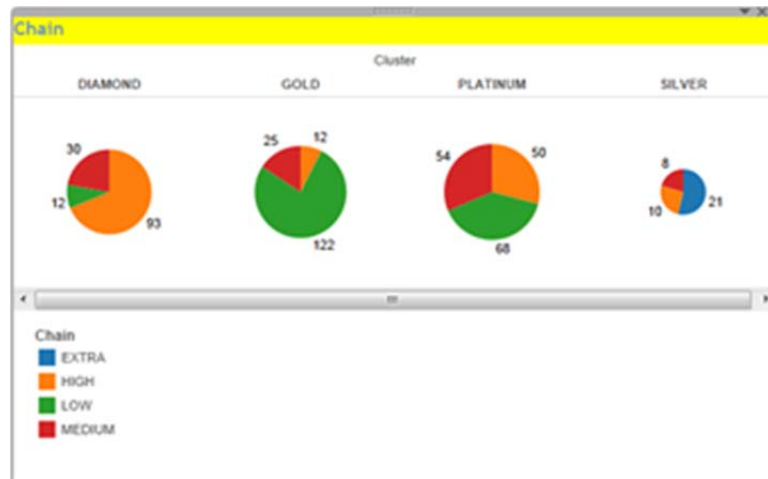 Chain
Cluster
DIAMOND GOLD PLATINUM SILVER
30 12 93
25 12 122
54 50 68
8 10 21
Chain
EXTRA
HIGH
LOW
MEDIUM